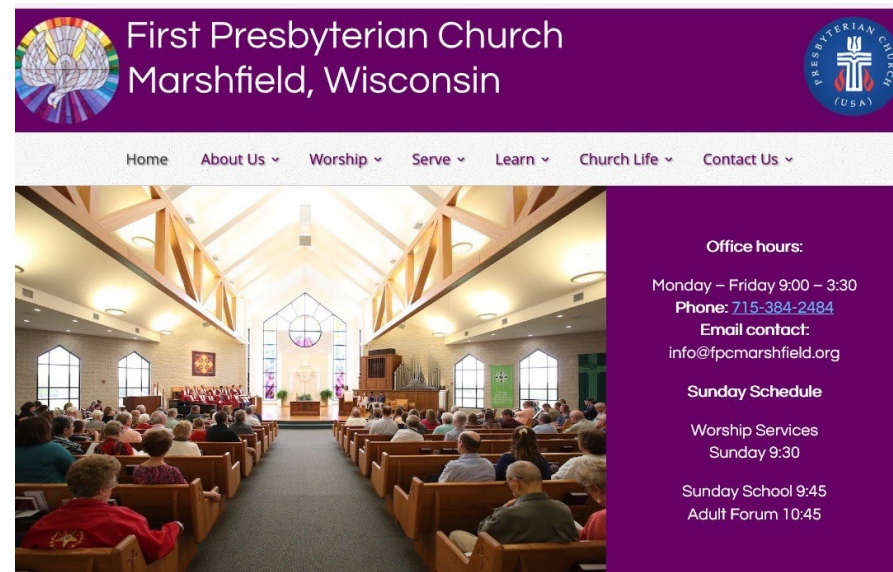 First Presbyterian Church
Marshfield, Wisconsin
PRESBYTERIAN CHURCH
(USA)
Home About Us Worship Serve Learn Church Life Contact Us
Office hours:
Monday – Friday 9:00 – 3:30
Phone: 715-384-2484
Email contact:
info@fpcmarshfield.org
Sunday Schedule
Worship Services
Sunday 9:30
Sunday School 9:45
Adult Forum 10:45